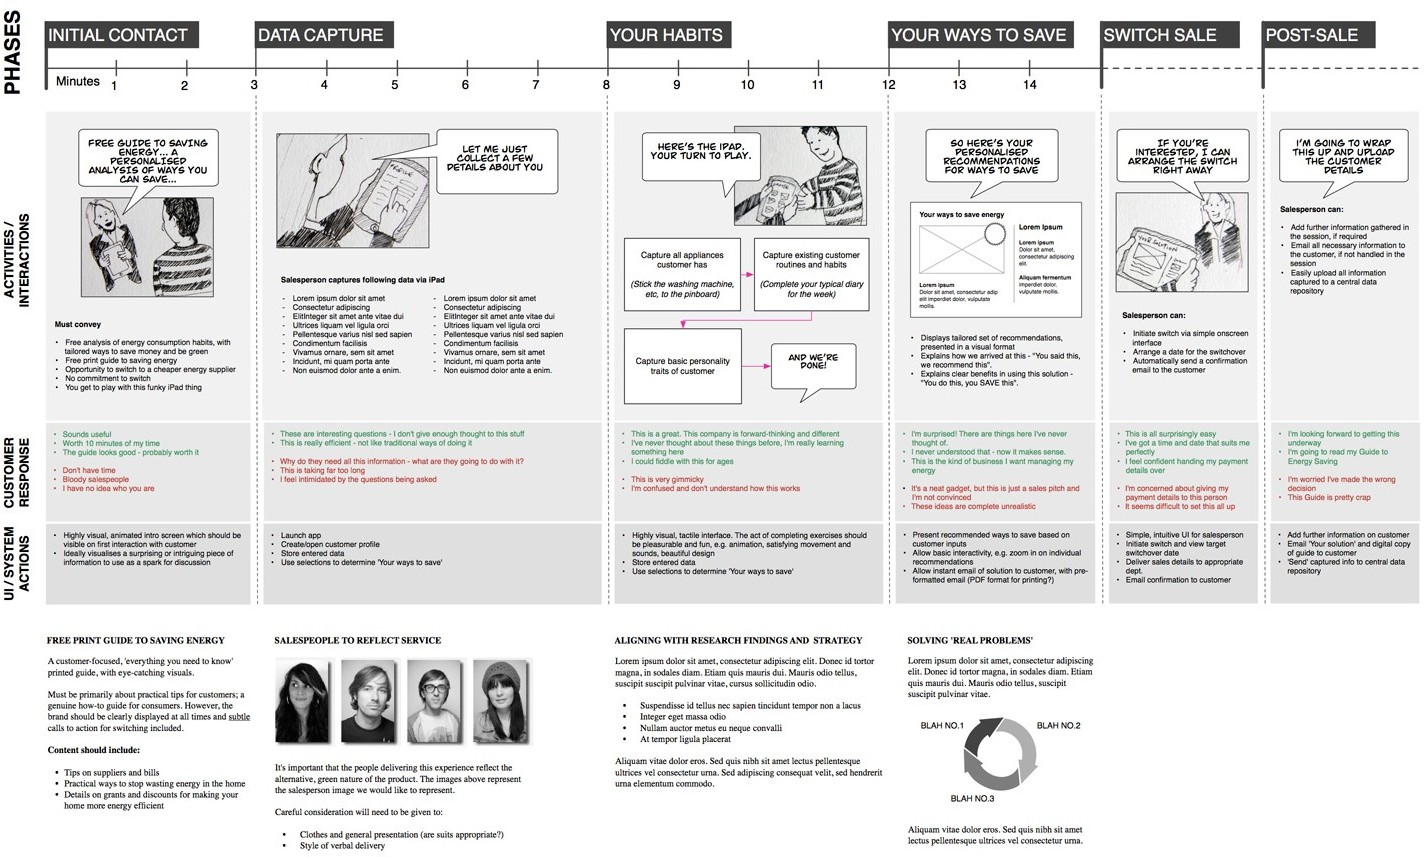 PHASES
INITIAL CONTACT
DATA CAPTURE
YOUR HABITS
YOUR WAYS TO SAVE
SWITCH SALE
POST-SALE
Minutes 1 2 3 4 5 6 7 8 9 10 11 12 13 14
ACTIVITIES /
INTERACTIONS
FREE GUIDE TO SAVING
ENERGY... A
PERSONALISED
ANALYSIS OF WAYS YOU
CAN SAVE...
Must convey
• Free analysis of energy consumption habits, with
tailored ways to save money and be green
• Free print guide to saving energy
• Opportunity to switch to a cheaper energy supplier
• No commitment to switch
• You get to play with this funky iPad thing
LET ME JUST
COLLECT A FEW
DETAILS ABOUT YOU
PROFILE
Salesperson captures following data via iPad
- Lorem ipsum dolor sit amet
- Consectetur adipiscing
- ElitInteger sit amet ante vitae dui
- Ultrices liquam vel ligula orci
- Pellentesque varius nisl sed sapien
- Condimentum facilisis
- Vivamus ornare, sem sit amet
- Incidunt, mi quam porta ante
- Non euismod dolor ante a enim.
- Lorem ipsum dolor sit amet
- Consectetur adipiscing
- ElitInteger sit amet ante vitae dui
- Ultrices liquam vel ligula orci
- Pellentesque varius nisl sed sapien
- Condimentum facilisis
- Vivamus ornare, sem sit amet
- Incidunt, mi quam porta ante
- Non euismod dolor ante a enim.
HERE'S THE IPAD.
YOUR TURN TO PLAY.
Capture all appliances
customer has
(Stick the washing machine,
etc, to the pinboard)
Capture existing customer
routines and habits
(Complete your typical diary
for the week)
Capture basic personality
traits of customer
AND WE'RE
DONE!
SO HERE'S YOUR
PERSONALISED
RECOMMENDATIONS
FOR WAYS TO SAVE
Your ways to save energy
Lorem Ipsum
Lorem ipsum
Dolor sit amet,
consectetur adipiscing
elit.
Aliquam fermentum
imperdiet dolor,
vulputate mollis.
Lorem ipsum
Dolor sit amet, consectetur adip
elit imperdiet dolor, vulputate
mollis.
• Displays tailored set of recommendations,
presented in a visual format
• Explains how we arrived at this - "You said this,
we recommend this".
• Explains clear benefits in using this solution -
"You do this, you SAVE this".
IF YOU'RE
INTERESTED, I CAN
ARRANGE THE SWITCH
RIGHT AWAY
YOUR SOLUTION
Salesperson can:
• Initiate switch via simple onscreen
interface
• Arrange a date for the switchover
• Automatically send a confirmation
email to the customer
I'M GOING TO WRAP
THIS UP AND UPLOAD
THE CUSTOMER
DETAILS
Salesperson can:
• Add further information gathered in
the session, if required
• Email all necessary information to
the customer, if not handled in the
session
• Easily upload all information
captured to a central data
repository
CUSTOMER
RESPONSE
• Sounds useful
• Worth 10 minutes of my time
• The guide looks good - probably worth it
• Don't have time
• Bloody salespeople
• I have no idea who you are
• These are interesting questions - I don't give enough thought to this stuff
• This is really efficient - not like traditional ways of doing it
• Why do they need all this information - what are they going to do with it?
• This is taking far too long
• I feel intimidated by the questions being asked
• This is a great. This company is forward-thinking and different
• I've never thought about these things before, I'm really learning
something here
• I could fiddle with this for ages
• This is very gimmicky
• I'm confused and don't understand how this works
• I'm surprised! There are things here I've never
thought of.
• I never understood that - now it makes sense.
• This is the kind of business I want managing my
energy
• It's a neat gadget, but this is just a sales pitch and
I'm not convinced
• These ideas are complete unrealistic
• This is all surprisingly easy
• I've got a time and date that suits me
perfectly
• I feel confident handing my payment
details over
• I'm concerned about giving my
payment details to this person
• It seems difficult to set this all up
• I'm looking forward to getting this
underway
• I'm going to read my Guide to
Energy Saving
• I'm worried I've made the wrong
decision
• This Guide is pretty crap
UI / SYSTEM
ACTIONS
• Highly visual, animated intro screen which should be
visible on first interaction with customer
• Ideally visualises a surprising or intriguing piece of
information to use as a spark for discussion
• Launch app
• Create/open customer profile
• Store entered data
• Use selections to determine 'Your ways to save'
• Highly visual, tactile interface. The act of completing exercises should
be pleasurable and fun, e.g. animation, satisfying movement and
sounds, beautiful design
• Store entered data
• Use selections to determine 'Your ways to save'
• Present recommended ways to save based on
customer inputs
• Allow basic interactivity, e.g. zoom in on individual
recommendations
• Allow instant email of solution to customer, with pre-
formatted email (PDF format for printing?)
• Simple, intuitive UI for salesperson
• Initiate switch and view target
switchover date
• Deliver sales details to appropriate
dept.
• Email confirmation to customer
• Add further information on customer
• Email 'Your solution' and digital copy
of guide to customer
• 'Send' captured info to central data
repository
FREE PRINT GUIDE TO SAVING ENERGY
A customer-focused, 'everything you need to know'
printed guide, with eye-catching visuals.
Must be primarily about practical tips for customers; a
genuine how-to guide for consumers. However, the
brand should be clearly displayed at all times and subtle
calls to action for switching included.
Content should include:
• Tips on suppliers and bills
• Practical ways to stop wasting energy in the home
• Details on grants and discounts for making your
home more energy efficient
SALESPEOPLE TO REFLECT SERVICE
It's important that the people delivering this experience reflect the
alternative, green nature of the product. The images above represent
the salesperson image we would like to represent.
Careful consideration will need to be given to:
• Clothes and general presentation (are suits appropriate?)
• Style of verbal delivery
ALIGNING WITH RESEARCH FINDINGS AND STRATEGY
Lorem ipsum dolor sit amet, consectetur adipiscing elit. Donec id tortor
magna, in sodales diam. Etiam quis mauris dui. Mauris odio tellus,
suscipit suscipit pulvinar vitae, cursus sollicitudin odio.
• Suspendisse id tellus nec sapien tincidunt tempor non a lacus
• Integer eget massa odio
• Nullam auctor metus eu neque convalli
• At tempor ligula placerat
Aliquam vitae dolor eros. Sed quis nibh sit amet lectus pellentesque
ultrices vel consectetur urna. Sed adipiscing consequat velit, sed hendrerit
urna elementum commodo.
SOLVING 'REAL PROBLEMS'
Lorem ipsum dolor sit amet, consectetur adipiscing
elit. Donec id tortor magna, in sodales diam. Etiam
quis mauris dui. Mauris odio tellus, suscipit
suscipit pulvinar vitae.
BLAH NO.1
BLAH NO.2
BLAH NO.3
Aliquam vitae dolor eros. Sed quis nibh sit amet
lectus pellentesque ultrices vel consectetur urna.